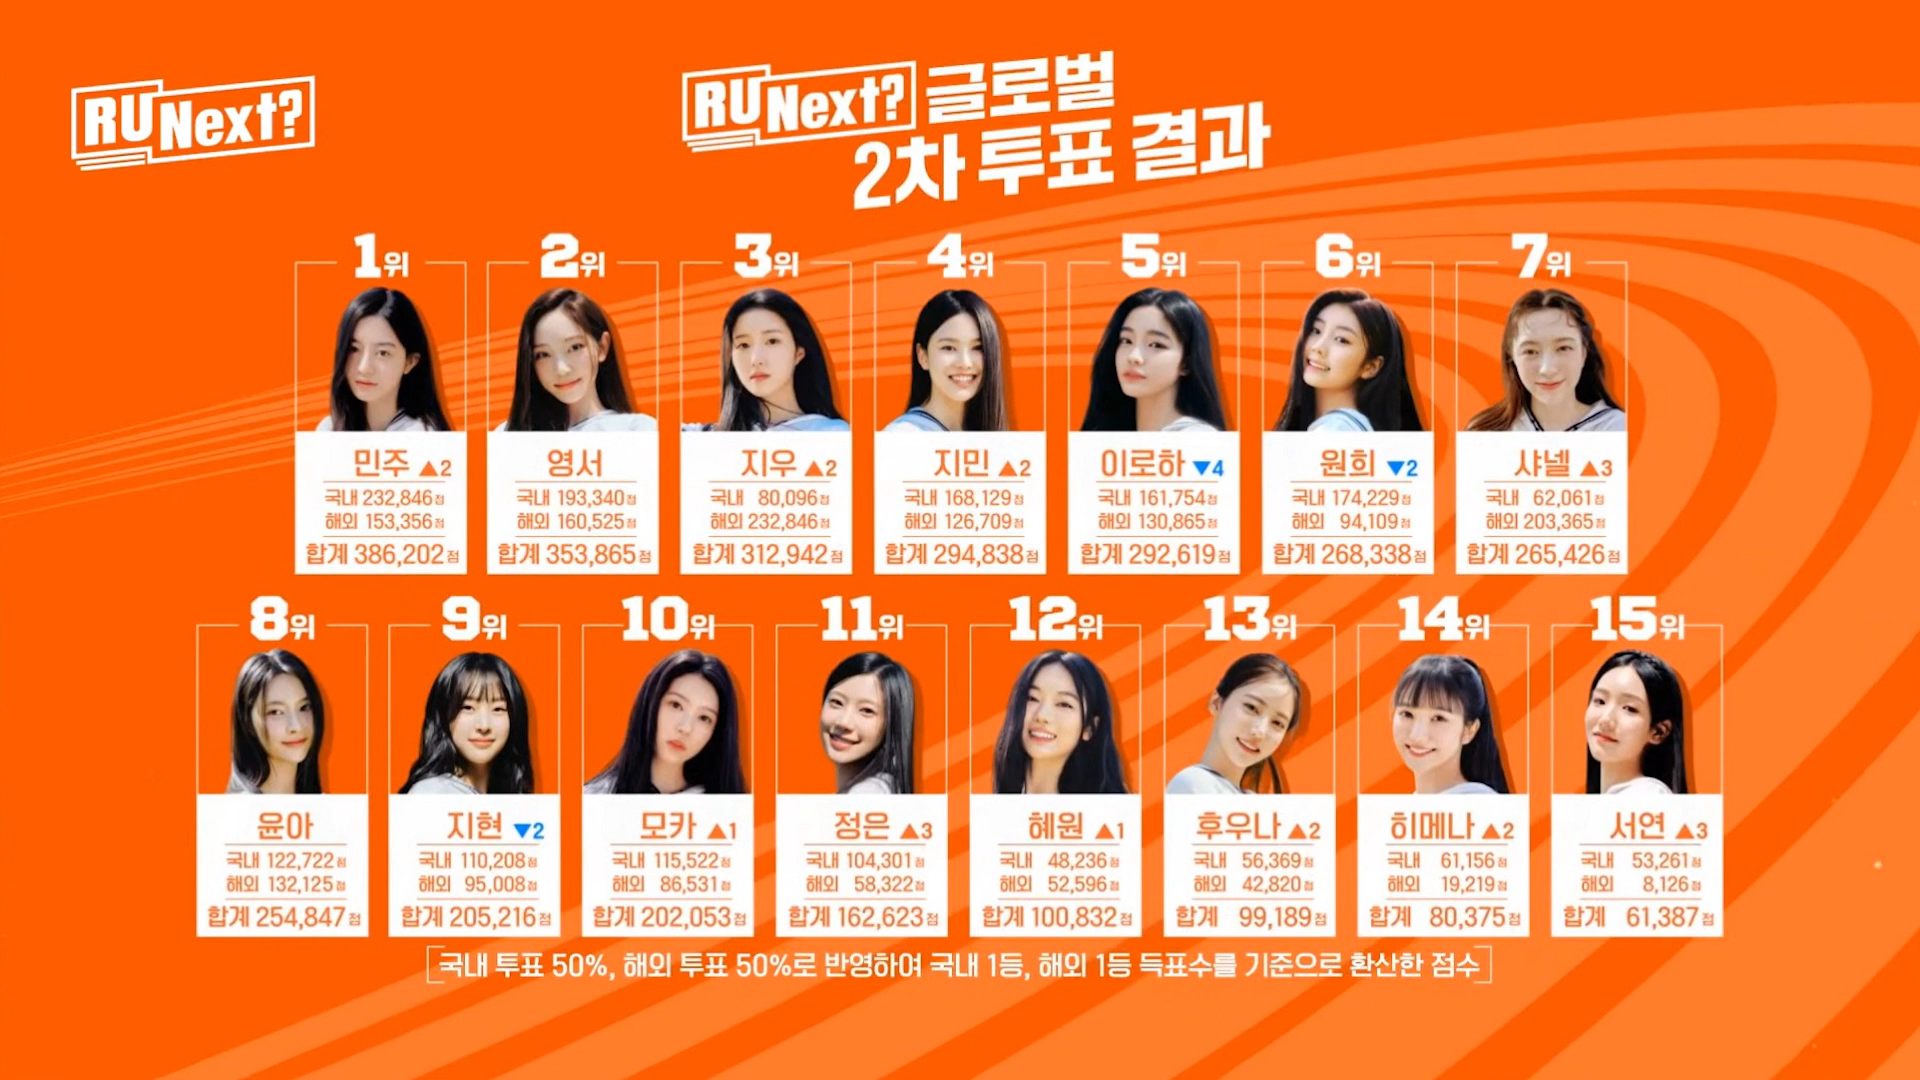 RU Next?
RU Next? 글로벌
2차 투표 결과
1위
2위
3위
4위
5위
6위
7위
민주 ▲2
국내 232,846점
해외 153,356점
합계 386,202점
영서
국내 193,340점
해외 160,525점
합계 353,865점
지우 ▲2
국내 80,096점
해외 232,846점
합계 312,942점
지민 ▲2
국내 168,129점
해외 126,709점
합계 294,838점
이로하 ▼4
국내 161,754점
해외 130,865점
합계 292,619점
원희 ▼2
국내 174,229점
해외 94,109점
합계 268,338점
샤넬 ▲3
국내 62,061점
해외 203,365점
합계 265,426점
8위
9위
10위
11위
12위
13위
14위
15위
윤아
국내 122,722점
해외 132,125점
합계 254,847점
지현 ▼2
국내 110,208점
해외 95,008점
합계 205,216점
모카 ▲1
국내 115,522점
해외 86,531점
합계 202,053점
정은 ▲3
국내 104,301점
해외 58,322점
합계 162,623점
혜원 ▲1
국내 48,236점
해외 52,596점
합계 100,832점
후우나 ▲2
국내 56,369점
해외 42,820점
합계 99,189점
히메나 ▲2
국내 61,156점
해외 19,219점
합계 80,375점
서연 ▲3
국내 53,261점
해외 8,126점
합계 61,387점
국내 투표 50%, 해외 투표 50%로 반영하여 국내 1등, 해외 1등 득표수를 기준으로 환산한 점수